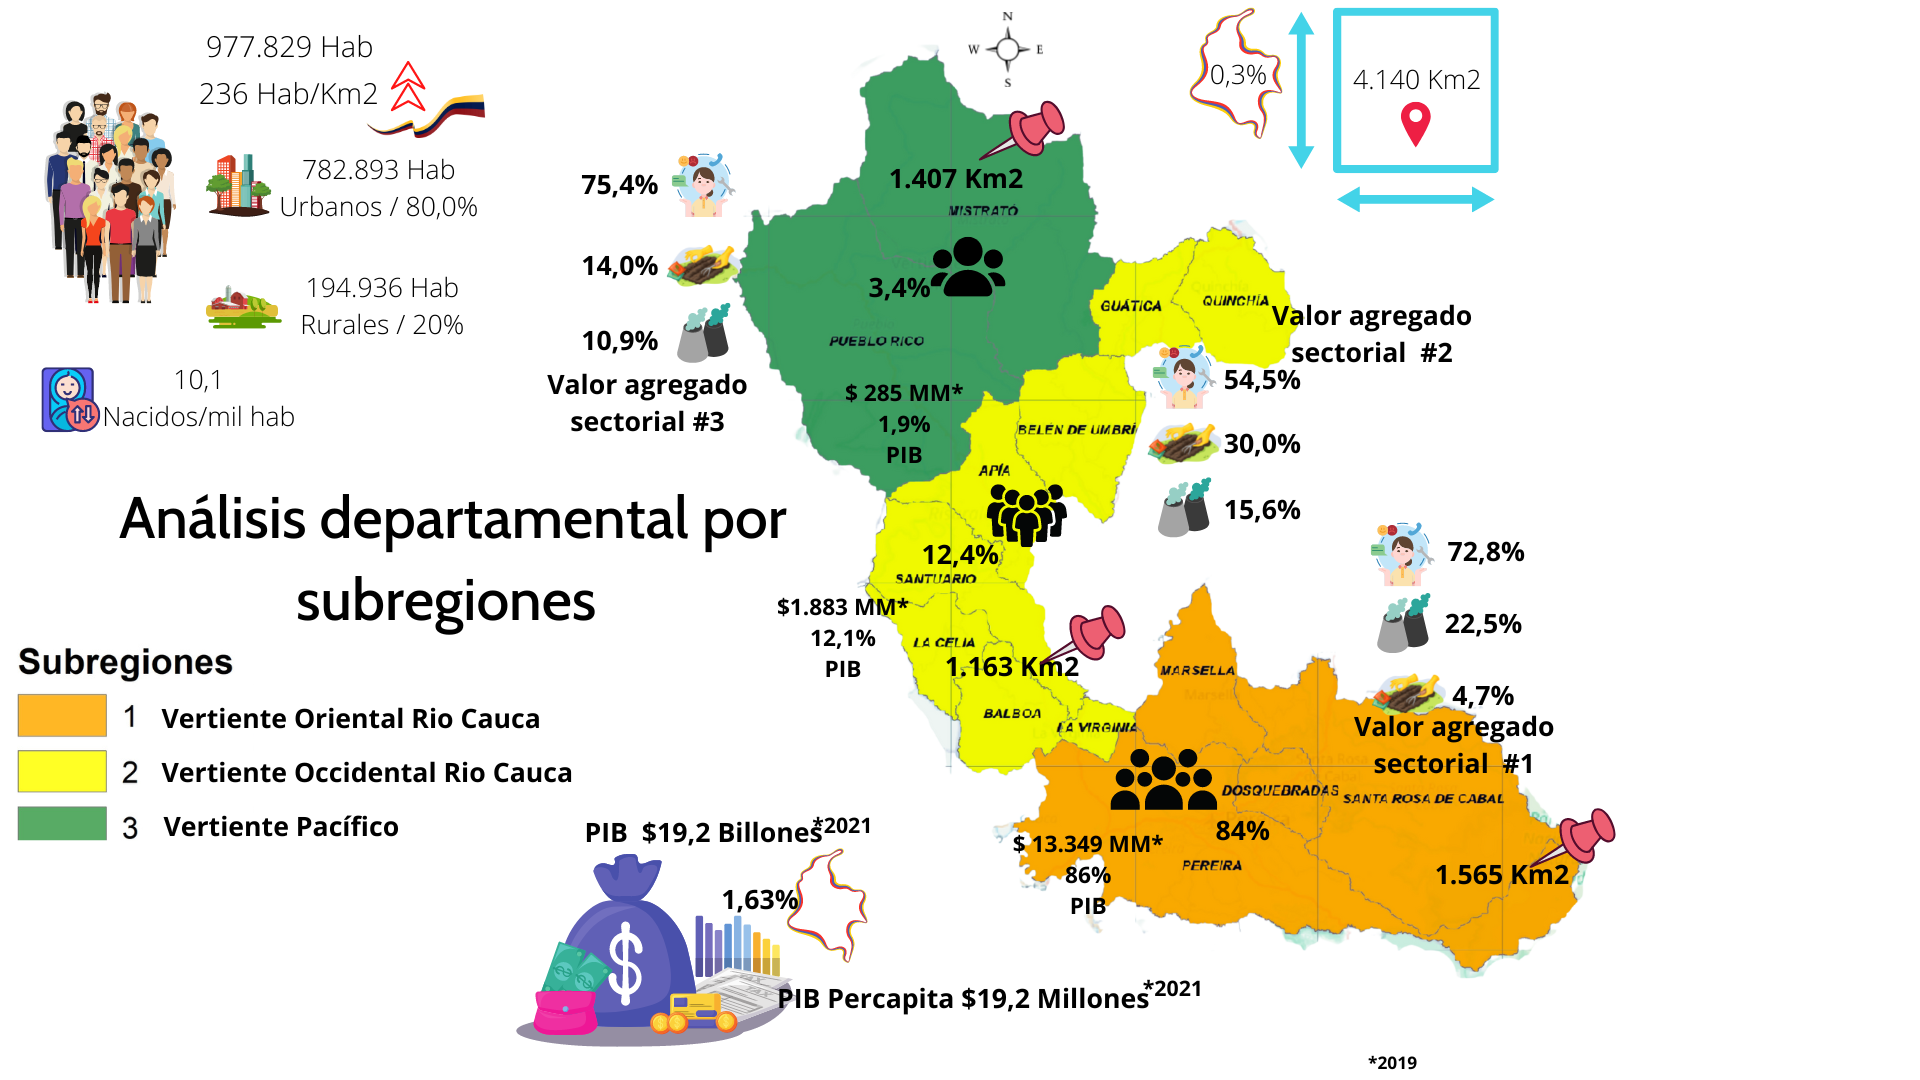 977.829 Hab
236 Hab/Km2
782.893 Hab
Urbanos / 80,0%
194.936 Hab
Rurales / 20%
10,1
Nacidos/mil hab
Análisis departamental por
subregiones
Subregiones
1 Vertiente Oriental Rio Cauca
2 Vertiente Occidental Rio Cauca
3 Vertiente Pacífico
N
W E
S
0,3%
4.140 Km2
75,4%
14,0%
10,9%
Valor agregado
sectorial #3
1.407 Km2
MISTRATÓ
3,4%
PUEBLO RICO
$ 285 MM*
1,9%
PIB
GUÁTICA
QUINCHÍA
Valor agregado
sectorial #2
54,5%
30,0%
15,6%
BELÉN DE UMBRÍ
APÍA
12,4%
SANTUARIO
$1.883 MM*
12,1%
PIB
LA CELIA
1.163 Km2
BALBOA
LA VIRGINIA
72,8%
22,5%
4,7%
Valor agregado
sectorial #1
MARSELLA
DOSQUEBRADAS
SANTA ROSA DE CABAL
84%
$ 13.349 MM*
86%
PIB
PEREIRA
1.565 Km2
PIB $19,2 Billones*2021
1,63%
PIB Percapita $19,2 Millones*2021
*2019